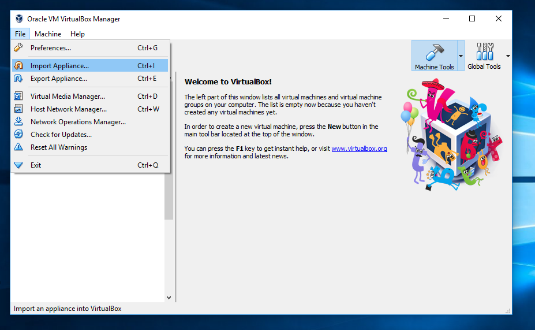 Oracle VM VirtualBox Manager
File Machine Help
Preferences... Ctrl+G
Import Appliance... Ctrl+I
Export Appliance... Ctrl+E
Virtual Media Manager... Ctrl+D
Host Network Manager... Ctrl+W
Network Operations Manager...
Check for Updates...
Reset All Warnings
Exit Ctrl+Q
Machine Tools
Global Tools
Welcome to VirtualBox!
The left part of this window lists all virtual machines and virtual machine
groups on your computer. The list is empty now because you haven't
created any virtual machines yet.
In order to create a new virtual machine, press the New button in the
main tool bar located at the top of the window.
You can press the F1 key to get instant help, or visit www.virtualbox.org
for more information and latest news.
Import an appliance into VirtualBox